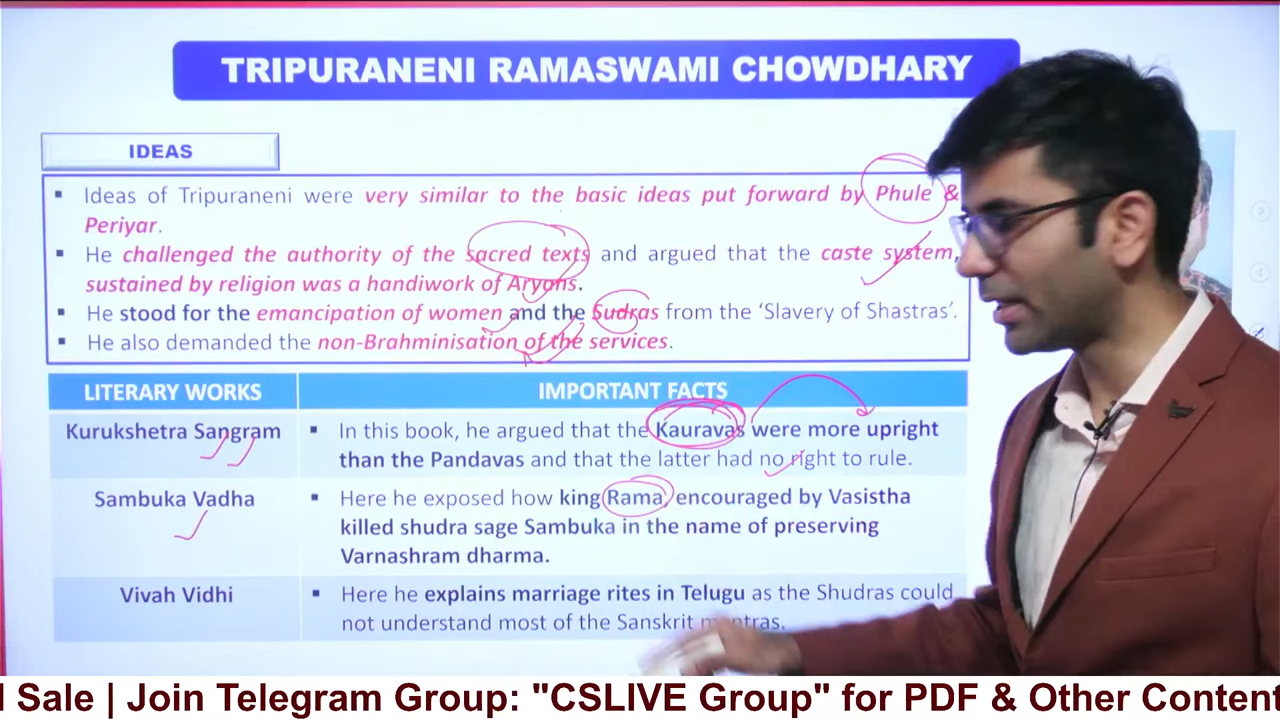 TRIPURANENI RAMASWAMI CHOWDHARY
IDEAS
▪ Ideas of Tripuraneni were very similar to the basic ideas put forward by Phule &
Periyar.
▪ He challenged the authority of the sacred texts and argued that the caste system,
sustained by religion was a handiwork of Aryans.
▪ He stood for the emancipation of women and the Sudras from the ‘Slavery of Shastras’.
▪ He also demanded the non-Brahminisation of the services.
LITERARY WORKS IMPORTANT FACTS
Kurukshetra Sangram ▪ In this book, he argued that the Kauravas were more upright
than the Pandavas and that the latter had no right to rule.
Sambuka Vadha ▪ Here he exposed how king Rama, encouraged by Vasistha
killed shudra sage Sambuka in the name of preserving
Varnashram dharma.
Vivah Vidhi ▪ Here he explains marriage rites in Telugu as the Shudras could
not understand most of the Sanskrit mantras.
Sale | Join Telegram Group: "CSLIVE Group" for PDF & Other Content